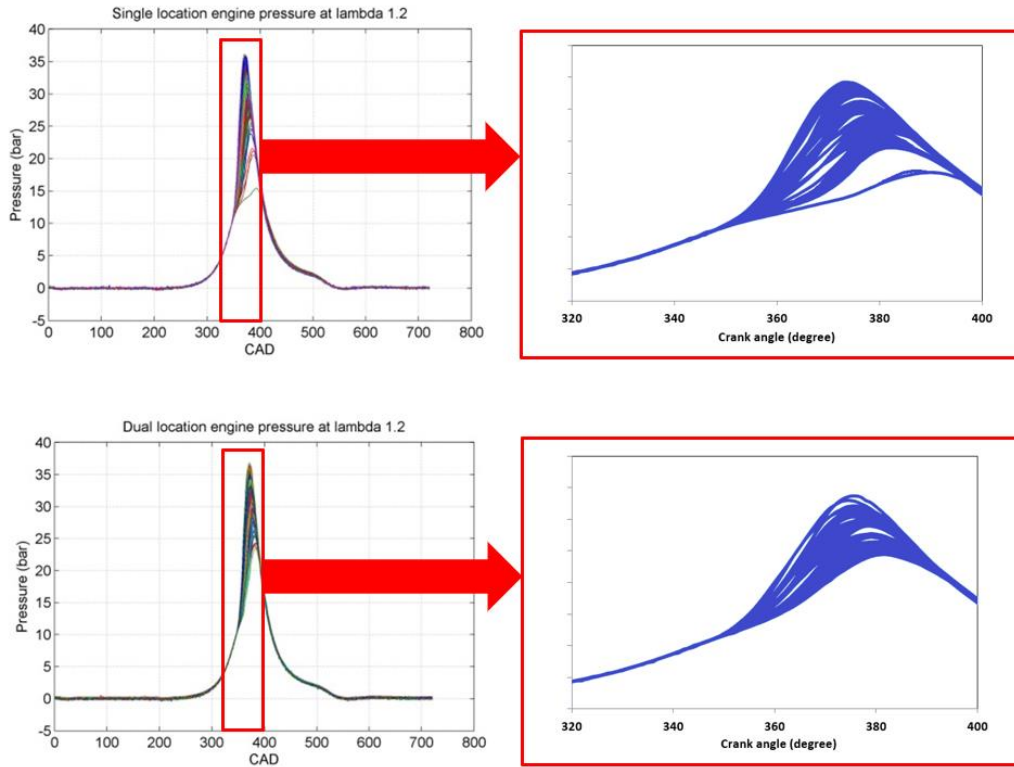 Single location engine pressure at lambda 1.2
40
35
30
25
20
15
10
5
0
-5
Pressure (bar)
0 100 200 300 400 500 600 700 800
CAD
320 340 360 380 400
Crank angle (degree)
Dual location engine pressure at lambda 1.2
40
35
30
25
20
15
10
5
0
-5
Pressure (bar)
0 100 200 300 400 500 600 700 800
CAD
320 340 360 380 400
Crank angle (degree)